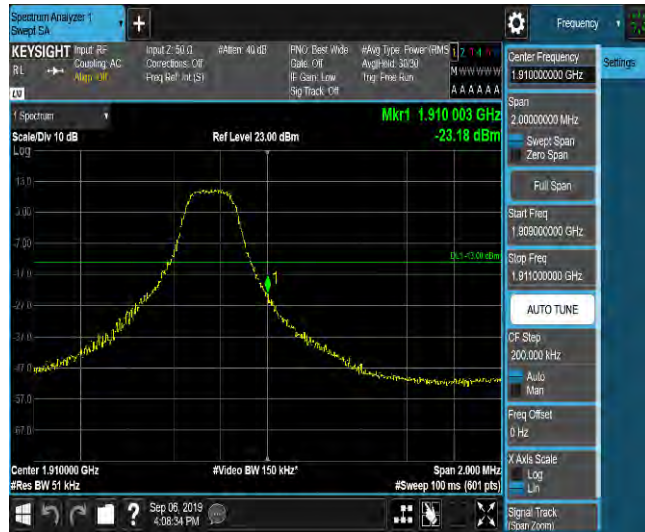 Spectrum Analyzer 1
Swept SA
Frequency
KEYSIGHT
Input: RF
Input Z: 50 Ω
#Atten: 40 dB
PNO: Best Wide
#Avg Type: Power (RMS
RL
Coupling: AC
Corrections: Off
Gate: Off
Avg|Hold: 30/30
Align: Off
Freq Ref: Int (S)
IF Gain: Low
Trig: Free Run
M W W W W W
Sig Track: Off
A A A A A A
1 Spectrum
Mkr1 1.910 003 GHz
Scale/Div 10 dB
Ref Level 23.00 dBm
-23.18 dBm
Log
13.0
3.00
-7.00
DL1 -13.00 dBm
-17.0
1
-27.0
-37.0
-47.0
-57.0
-67.0
Center 1.910000 GHz
#Video BW 150 kHz*
Span 2.000 MHz
#Res BW 51 kHz
#Sweep 100 ms (601 pts)
Sep 06, 2019
4:08:34 PM
Center Frequency
1.910000000 GHz
Settings
Span
2.00000000 MHz
Swept Span
Zero Span
Full Span
Start Freq
1.909000000 GHz
Stop Freq
1.911000000 GHz
AUTO TUNE
CF Step
200.000 kHz
Auto
Man
Freq Offset
0 Hz
X Axis Scale
Log
Lin
Signal Track
(Span Zoom)